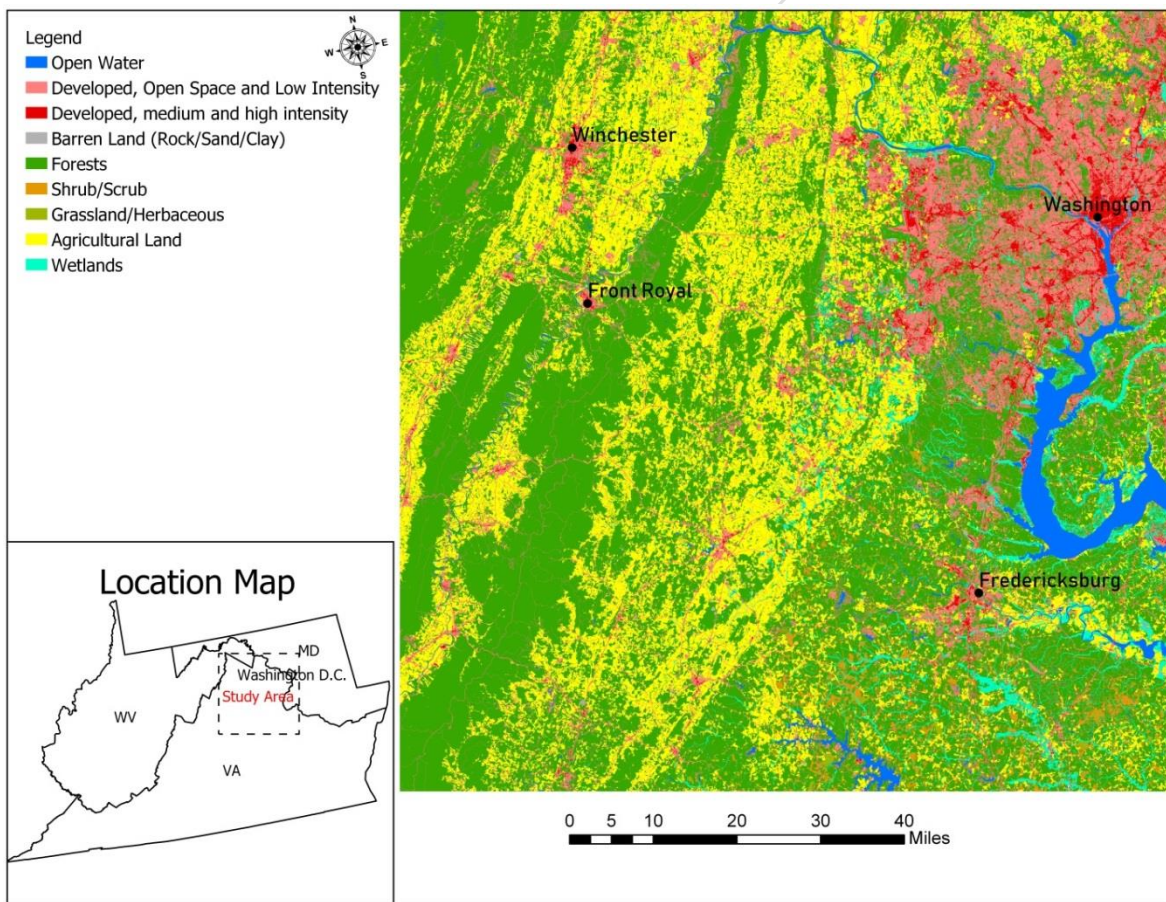 Legend
Open Water
Developed, Open Space and Low Intensity
Developed, medium and high intensity
Barren Land (Rock/Sand/Clay)
Forests
Shrub/Scrub
Grassland/Herbaceous
Agricultural Land
Wetlands
N
W E
S
Winchester
Washington
Front Royal
Fredericksburg
Location Map
MD
Washington D.C.
Study Area
WV
VA
0 5 10 20 30 40
Miles